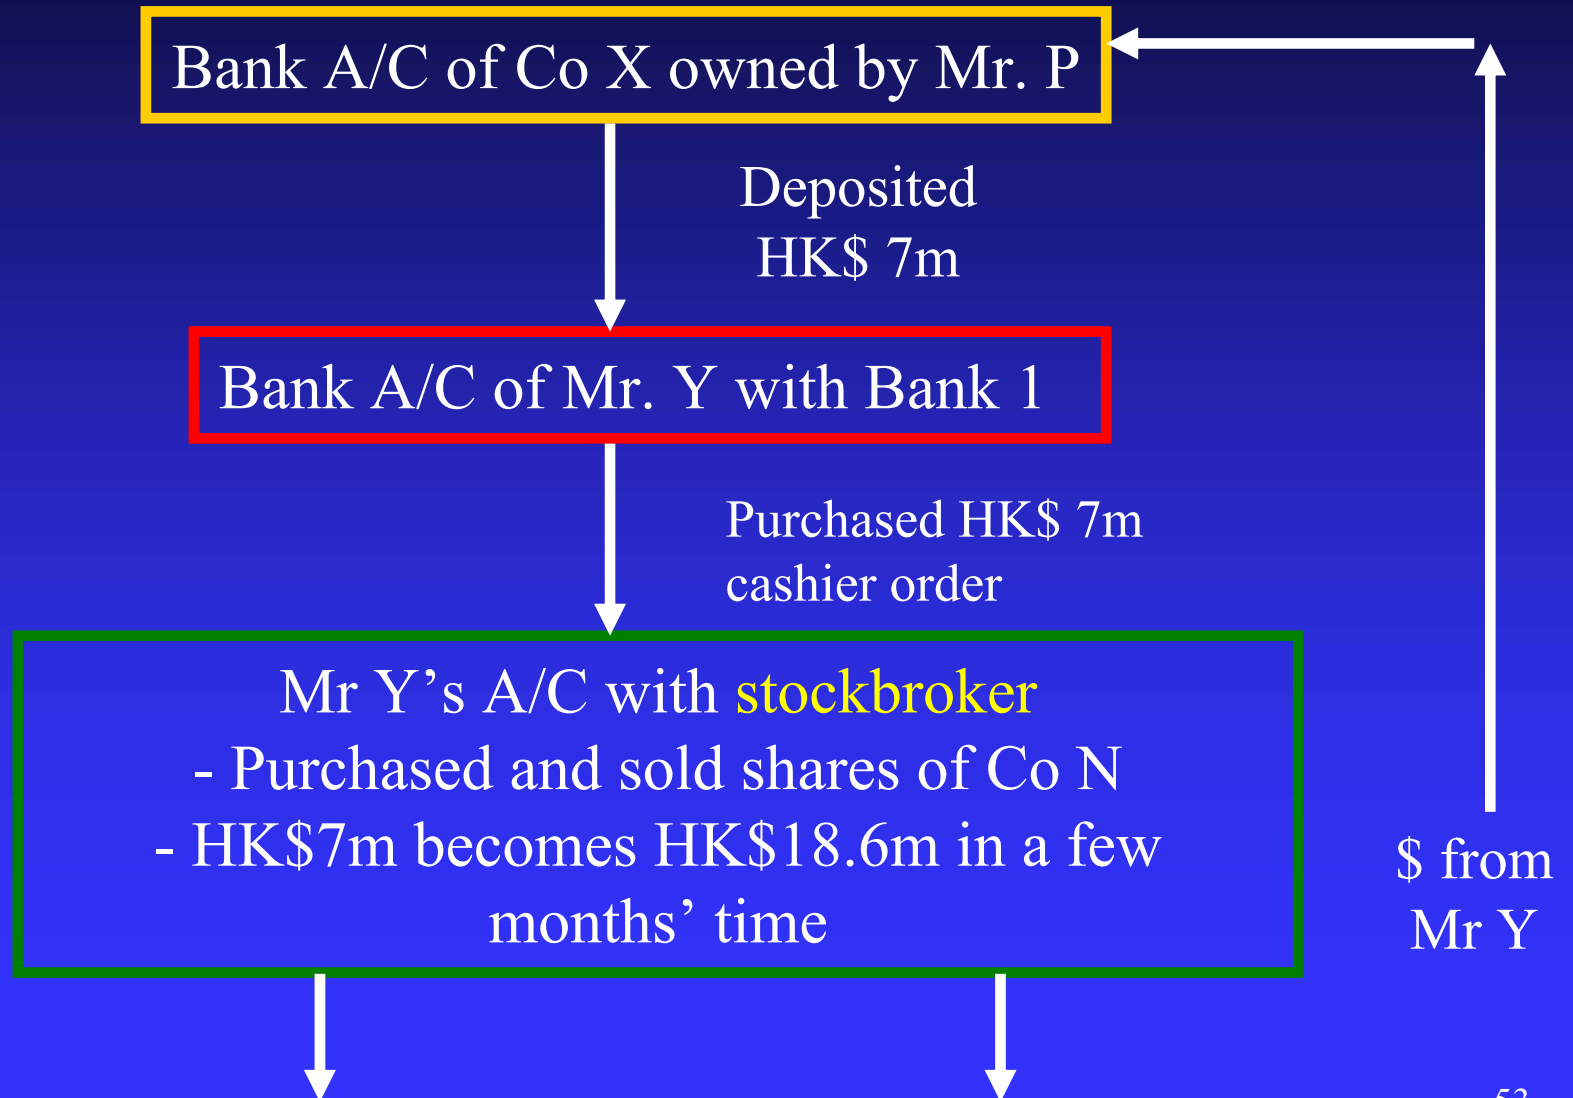 Bank A/C of Co X owned by Mr. P
Deposited
HK$ 7m
Bank A/C of Mr. Y with Bank 1
Purchased HK$ 7m
cashier order
Mr Y’s A/C with stockbroker
- Purchased and sold shares of Co N
- HK$7m becomes HK$18.6m in a few
months’ time
$ from
Mr Y